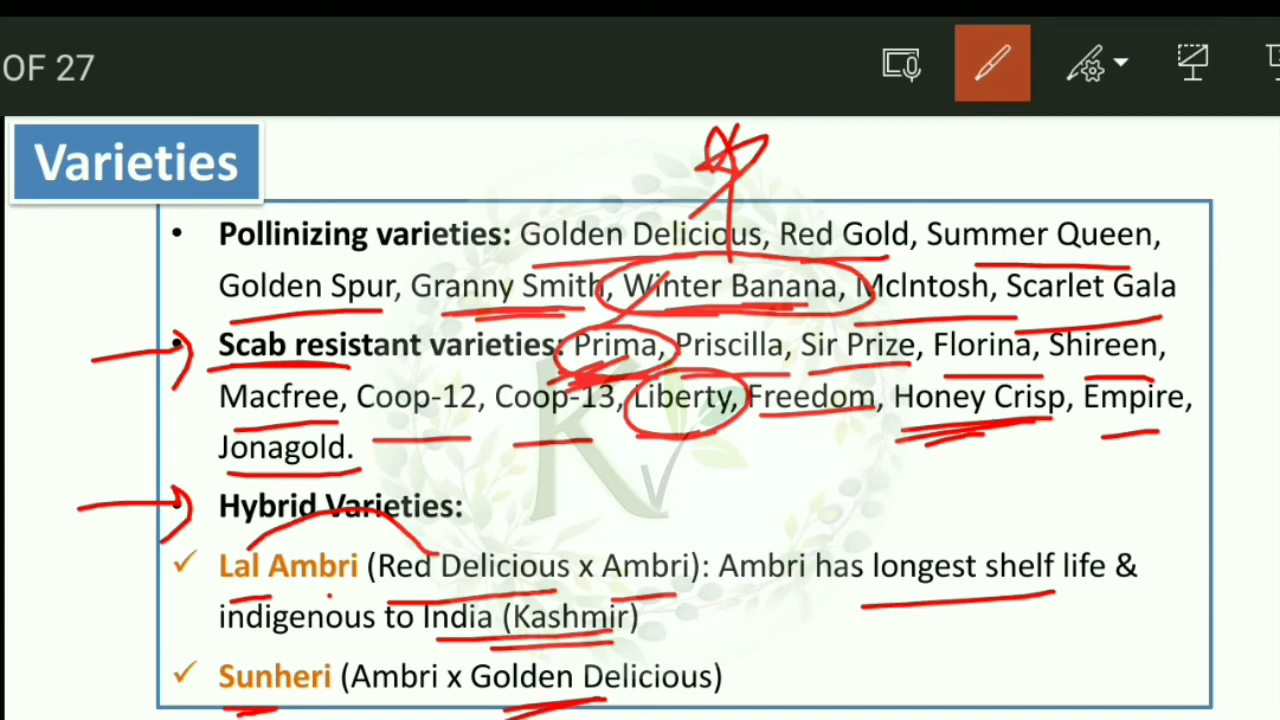 OF 27
Varieties
• Pollinizing varieties: Golden Delicious, Red Gold, Summer Queen,
Golden Spur, Granny Smith, Winter Banana, McIntosh, Scarlet Gala
• Scab resistant varieties: Prima, Priscilla, Sir Prize, Florina, Shireen,
Macfree, Coop-12, Coop-13, Liberty, Freedom, Honey Crisp, Empire,
Jonagold.
• Hybrid Varieties:
✓ Lal Ambri (Red Delicious x Ambri): Ambri has longest shelf life &
indigenous to India (Kashmir)
✓ Sunheri (Ambri x Golden Delicious)